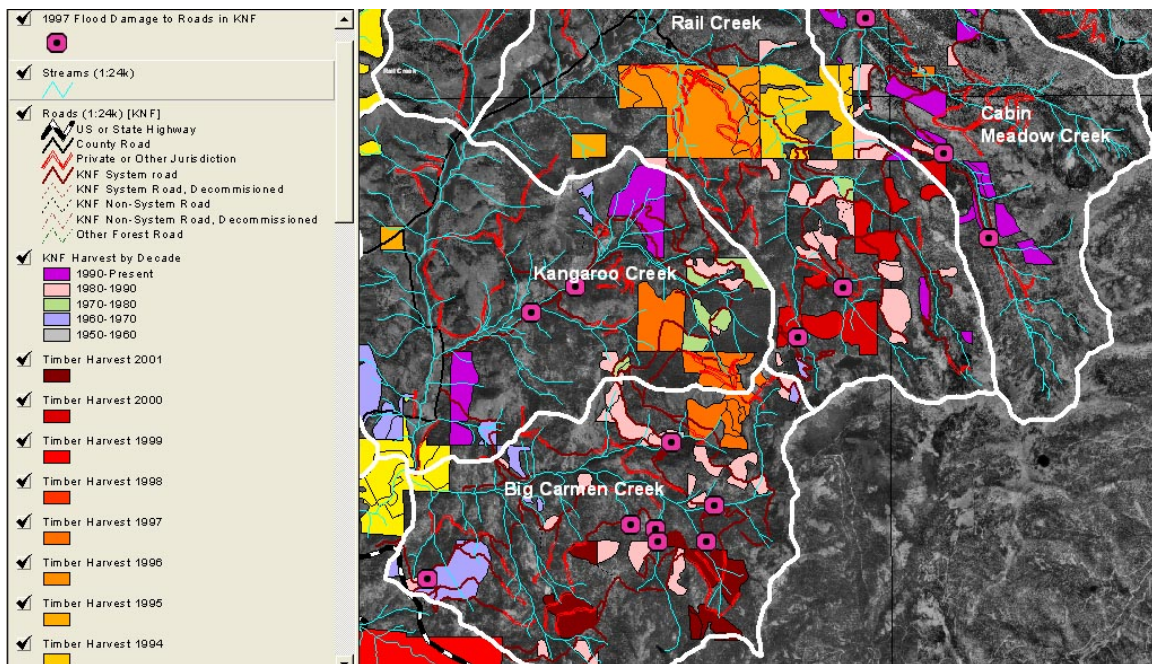 1997 Flood Damage to Roads in KNF
Streams (1:24k)
Roads (1:24k) [KNF]
US or State Highway
County Road
Private or Other Jurisdiction
KNF System road
KNF System Road, Decommisioned
KNF Non-System Road
KNF Non-System Road, Decommissioned
Other Forest Road
KNF Harvest by Decade
1990-Present
1980-1990
1970-1980
1960-1970
1950-1960
Timber Harvest 2001
Timber Harvest 2000
Timber Harvest 1999
Timber Harvest 1998
Timber Harvest 1997
Timber Harvest 1996
Timber Harvest 1995
Timber Harvest 1994
Rail Creek
Rail Creek
Cabin
Meadow Creek
Kangaroo Creek
Big Carmen Creek